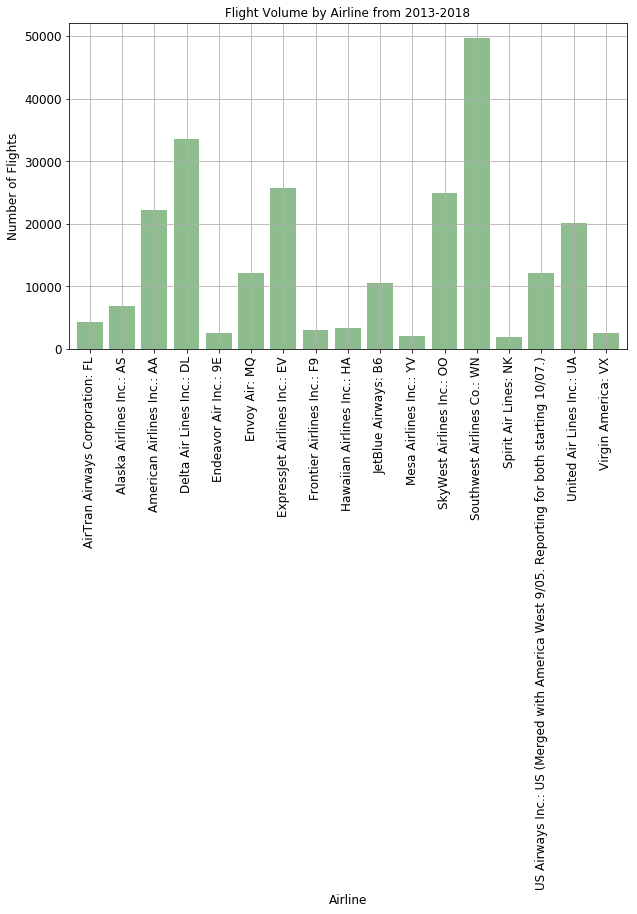 Flight Volume by Airline from 2013-2018
Number of Flights
50000
40000
30000
20000
10000
0
AirTran Airways Corporation: FL
Alaska Airlines Inc.: AS
American Airlines Inc.: AA
Delta Air Lines Inc.: DL
Endeavor Air Inc.: 9E
Envoy Air: MQ
ExpressJet Airlines Inc.: EV
Frontier Airlines Inc.: F9
Hawaiian Airlines Inc.: HA
JetBlue Airways: B6
Mesa Airlines Inc.: YV
SkyWest Airlines Inc.: OO
Southwest Airlines Co.: WN
Spirit Air Lines: NK
US Airways Inc.: US (Merged with America West 9/05. Reporting for both starting 10/07.)
United Air Lines Inc.: UA
Virgin America: VX
Airline